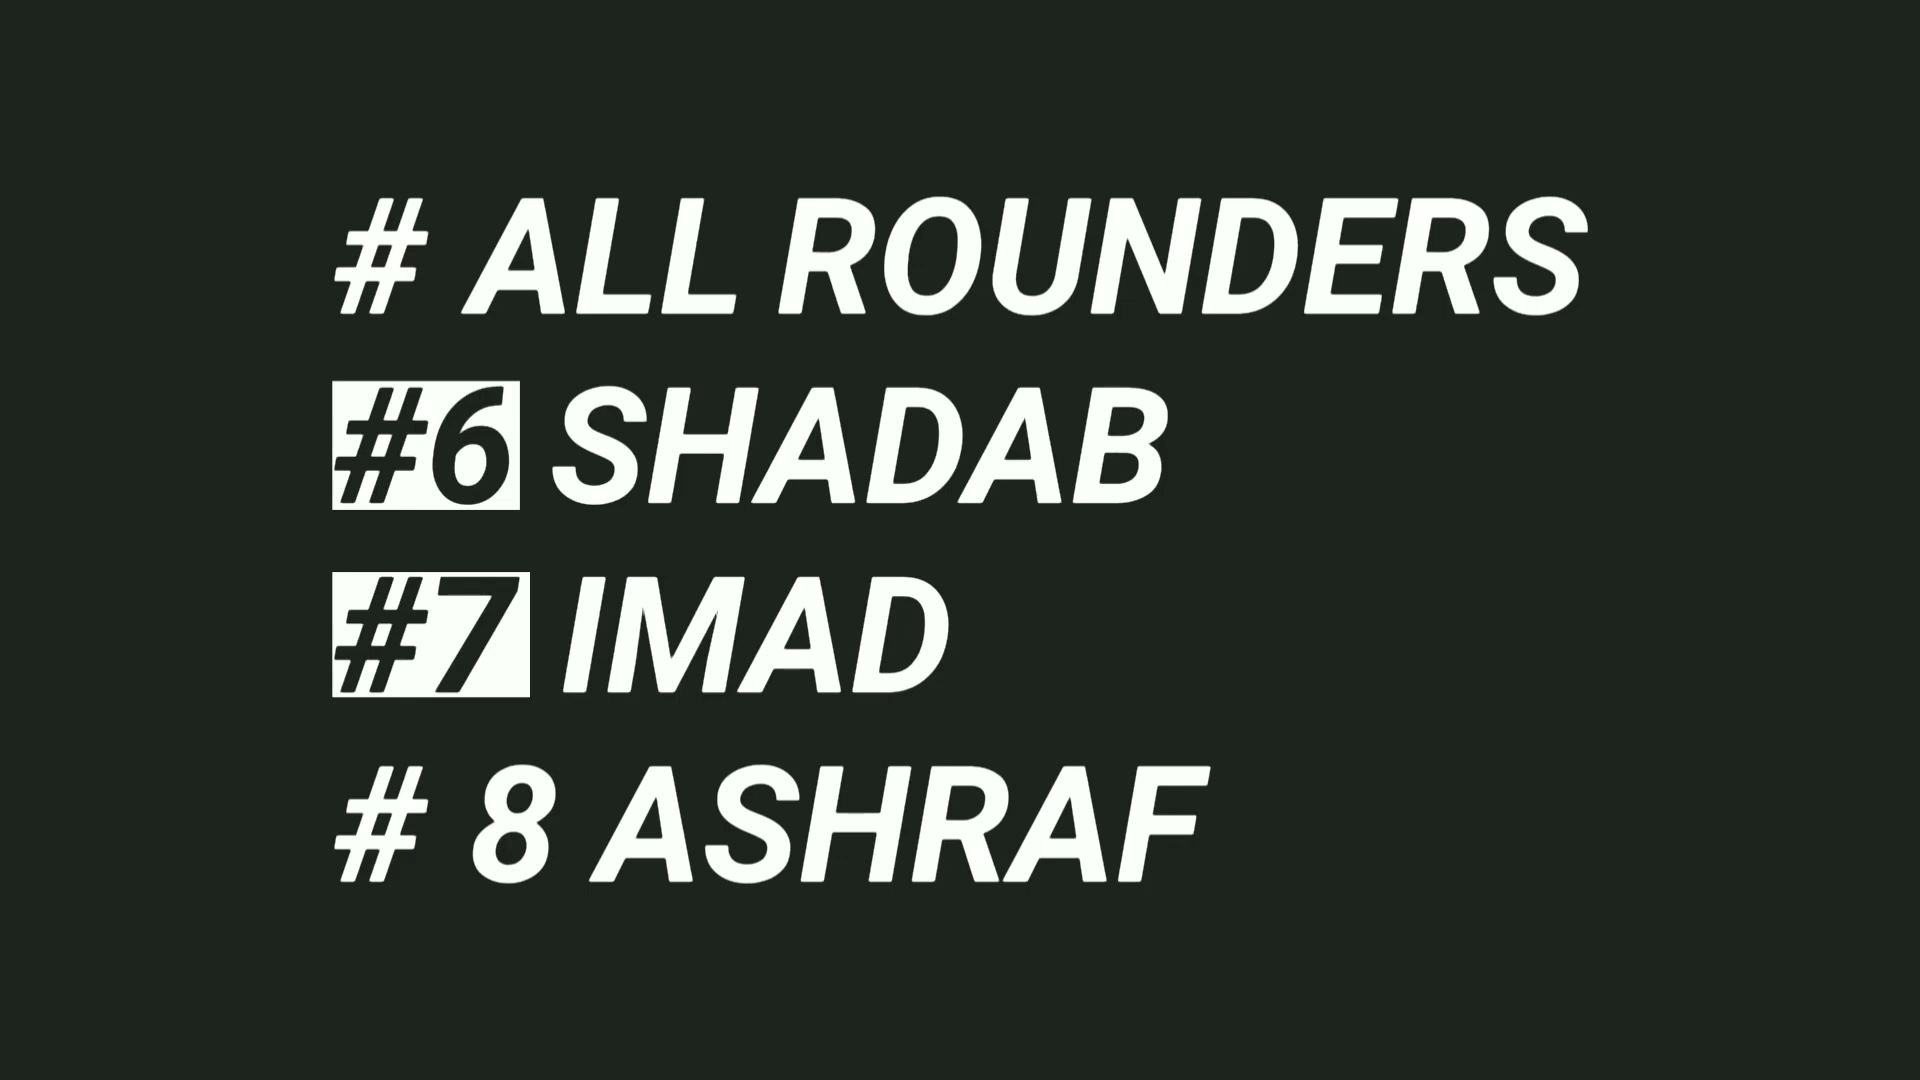 # ALL ROUNDERS
#6 SHADAB
#7 IMAD
# 8 ASHRAF